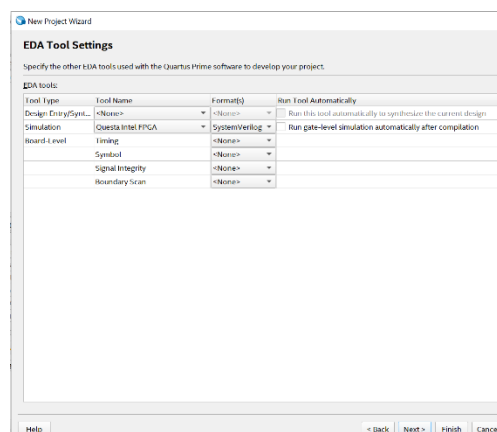 New Project Wizard
EDA Tool Settings
Specify the other EDA tools used with the Quartus Prime software to develop your project.
EDA tools:
Tool Type Tool Name Format(s) Run Tool Automatically
Design Entry/Synt... <None> <None> Run this tool automatically to synthesize the current design
Simulation Questa Intel FPGA SystemVerilog Run gate-level simulation automatically after compilation
Board-Level Timing <None>
Symbol <None>
Signal Integrity <None>
Boundary Scan <None>
Help < Back Next > Finish Cance